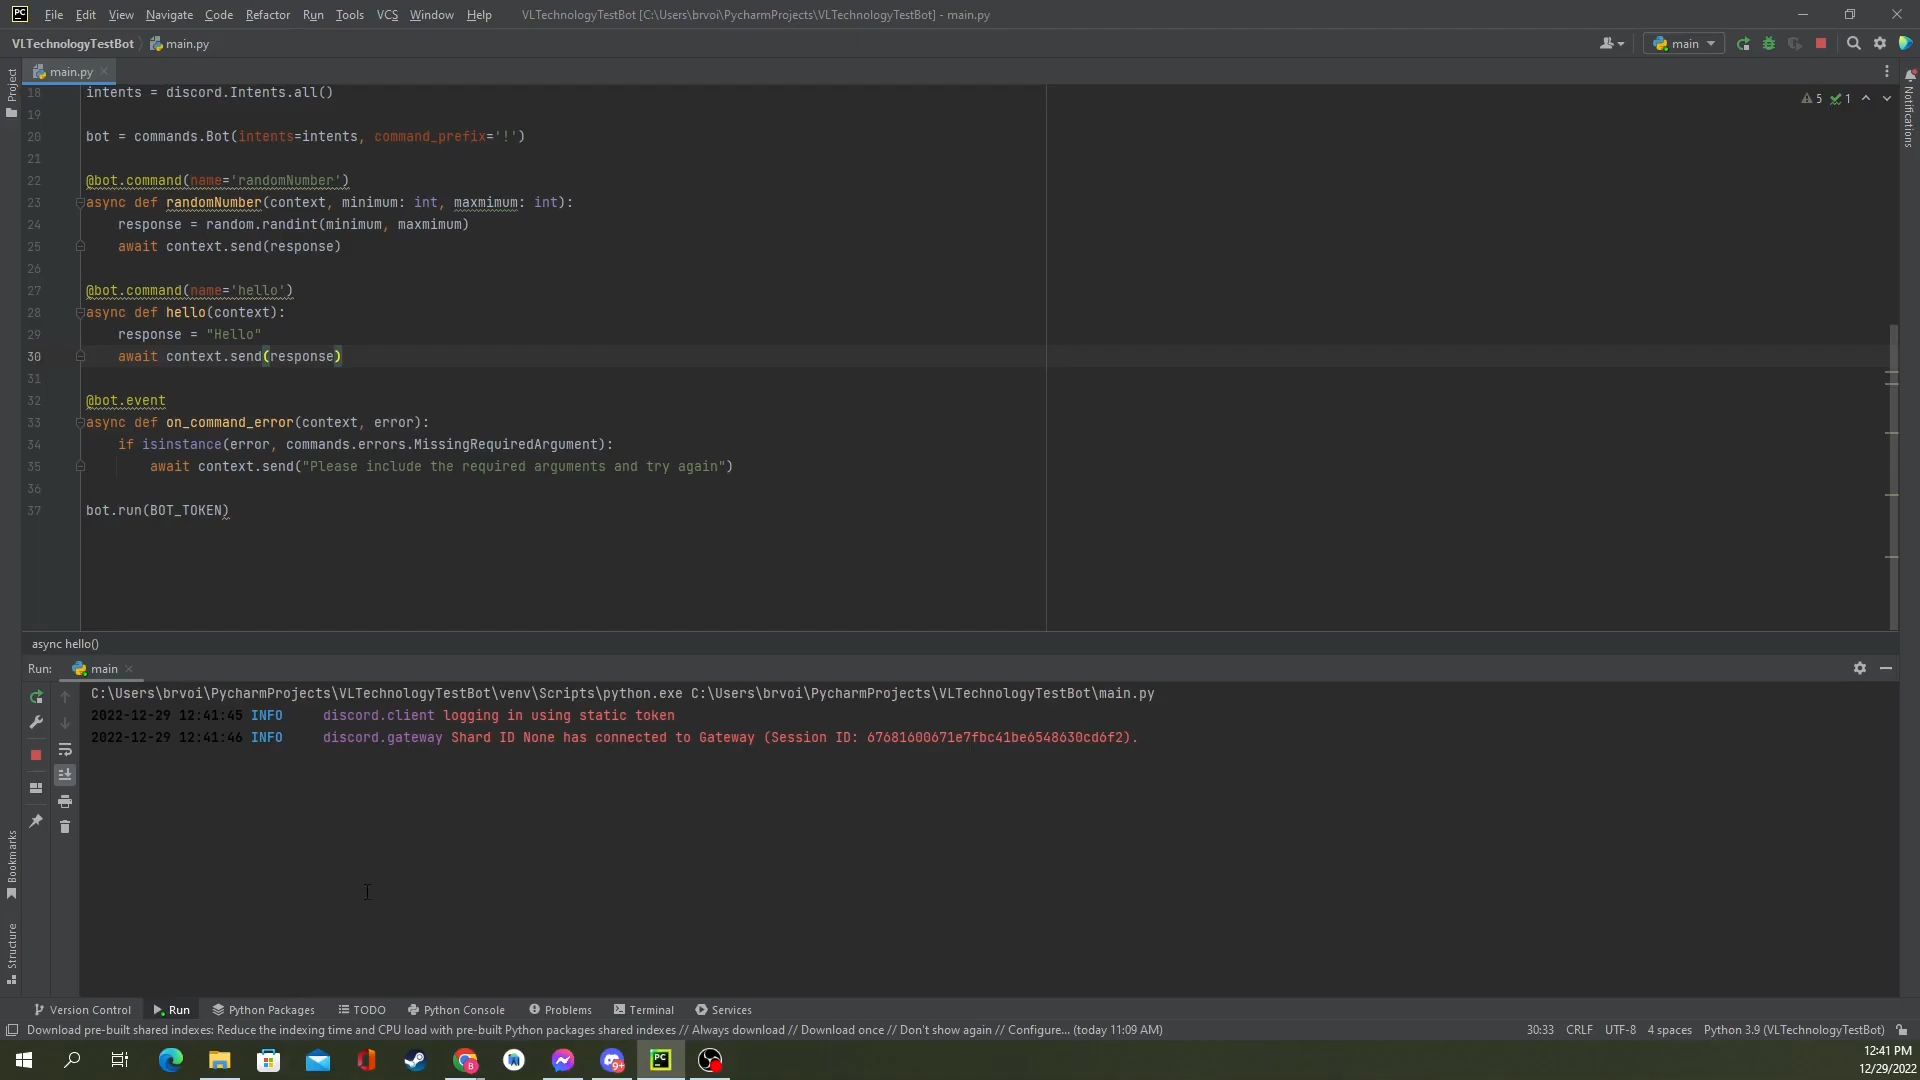 PC File Edit View Navigate Code Refactor Run Tools VCS Window Help VLTechnologyTestBot [C:\Users\brvoi\PycharmProjects\VLTechnologyTestBot] - main.py
VLTechnologyTestBot main.py main
main.py
Project
Notifications
5 1
18 intents = discord.Intents.all()
19
20 bot = commands.Bot(intents=intents, command_prefix='!')
21
22 @bot.command(name='randomNumber')
23 async def randomNumber(context, minimum: int, maxmimum: int):
24 response = random.randint(minimum, maxmimum)
25 await context.send(response)
26
27 @bot.command(name='hello')
28 async def hello(context):
29 response = "Hello"
30 await context.send(response)
31
32 @bot.event
33 async def on_command_error(context, error):
34 if isinstance(error, commands.errors.MissingRequiredArgument):
35 await context.send("Please include the required arguments and try again")
36
37 bot.run(BOT_TOKEN)
async hello()
Run: main
C:\Users\brvoi\PycharmProjects\VLTechnologyTestBot\venv\Scripts\python.exe C:\Users\brvoi\PycharmProjects\VLTechnologyTestBot\main.py
2022-12-29 12:41:45 INFO discord.client logging in using static token
2022-12-29 12:41:46 INFO discord.gateway Shard ID None has connected to Gateway (Session ID: 67681600671e7fbc41be6548630cd6f2).
Bookmarks
Structure
Version Control Run Python Packages TODO Python Console Problems Terminal Services
Download pre-built shared indexes: Reduce the indexing time and CPU load with pre-built Python packages shared indexes // Always download // Download once // Don't show again // Configure... (today 11:09 AM) 30:33 CRLF UTF-8 4 spaces Python 3.9 (VLTechnologyTestBot)
B 9+ PC
12:41 PM
12/29/2022